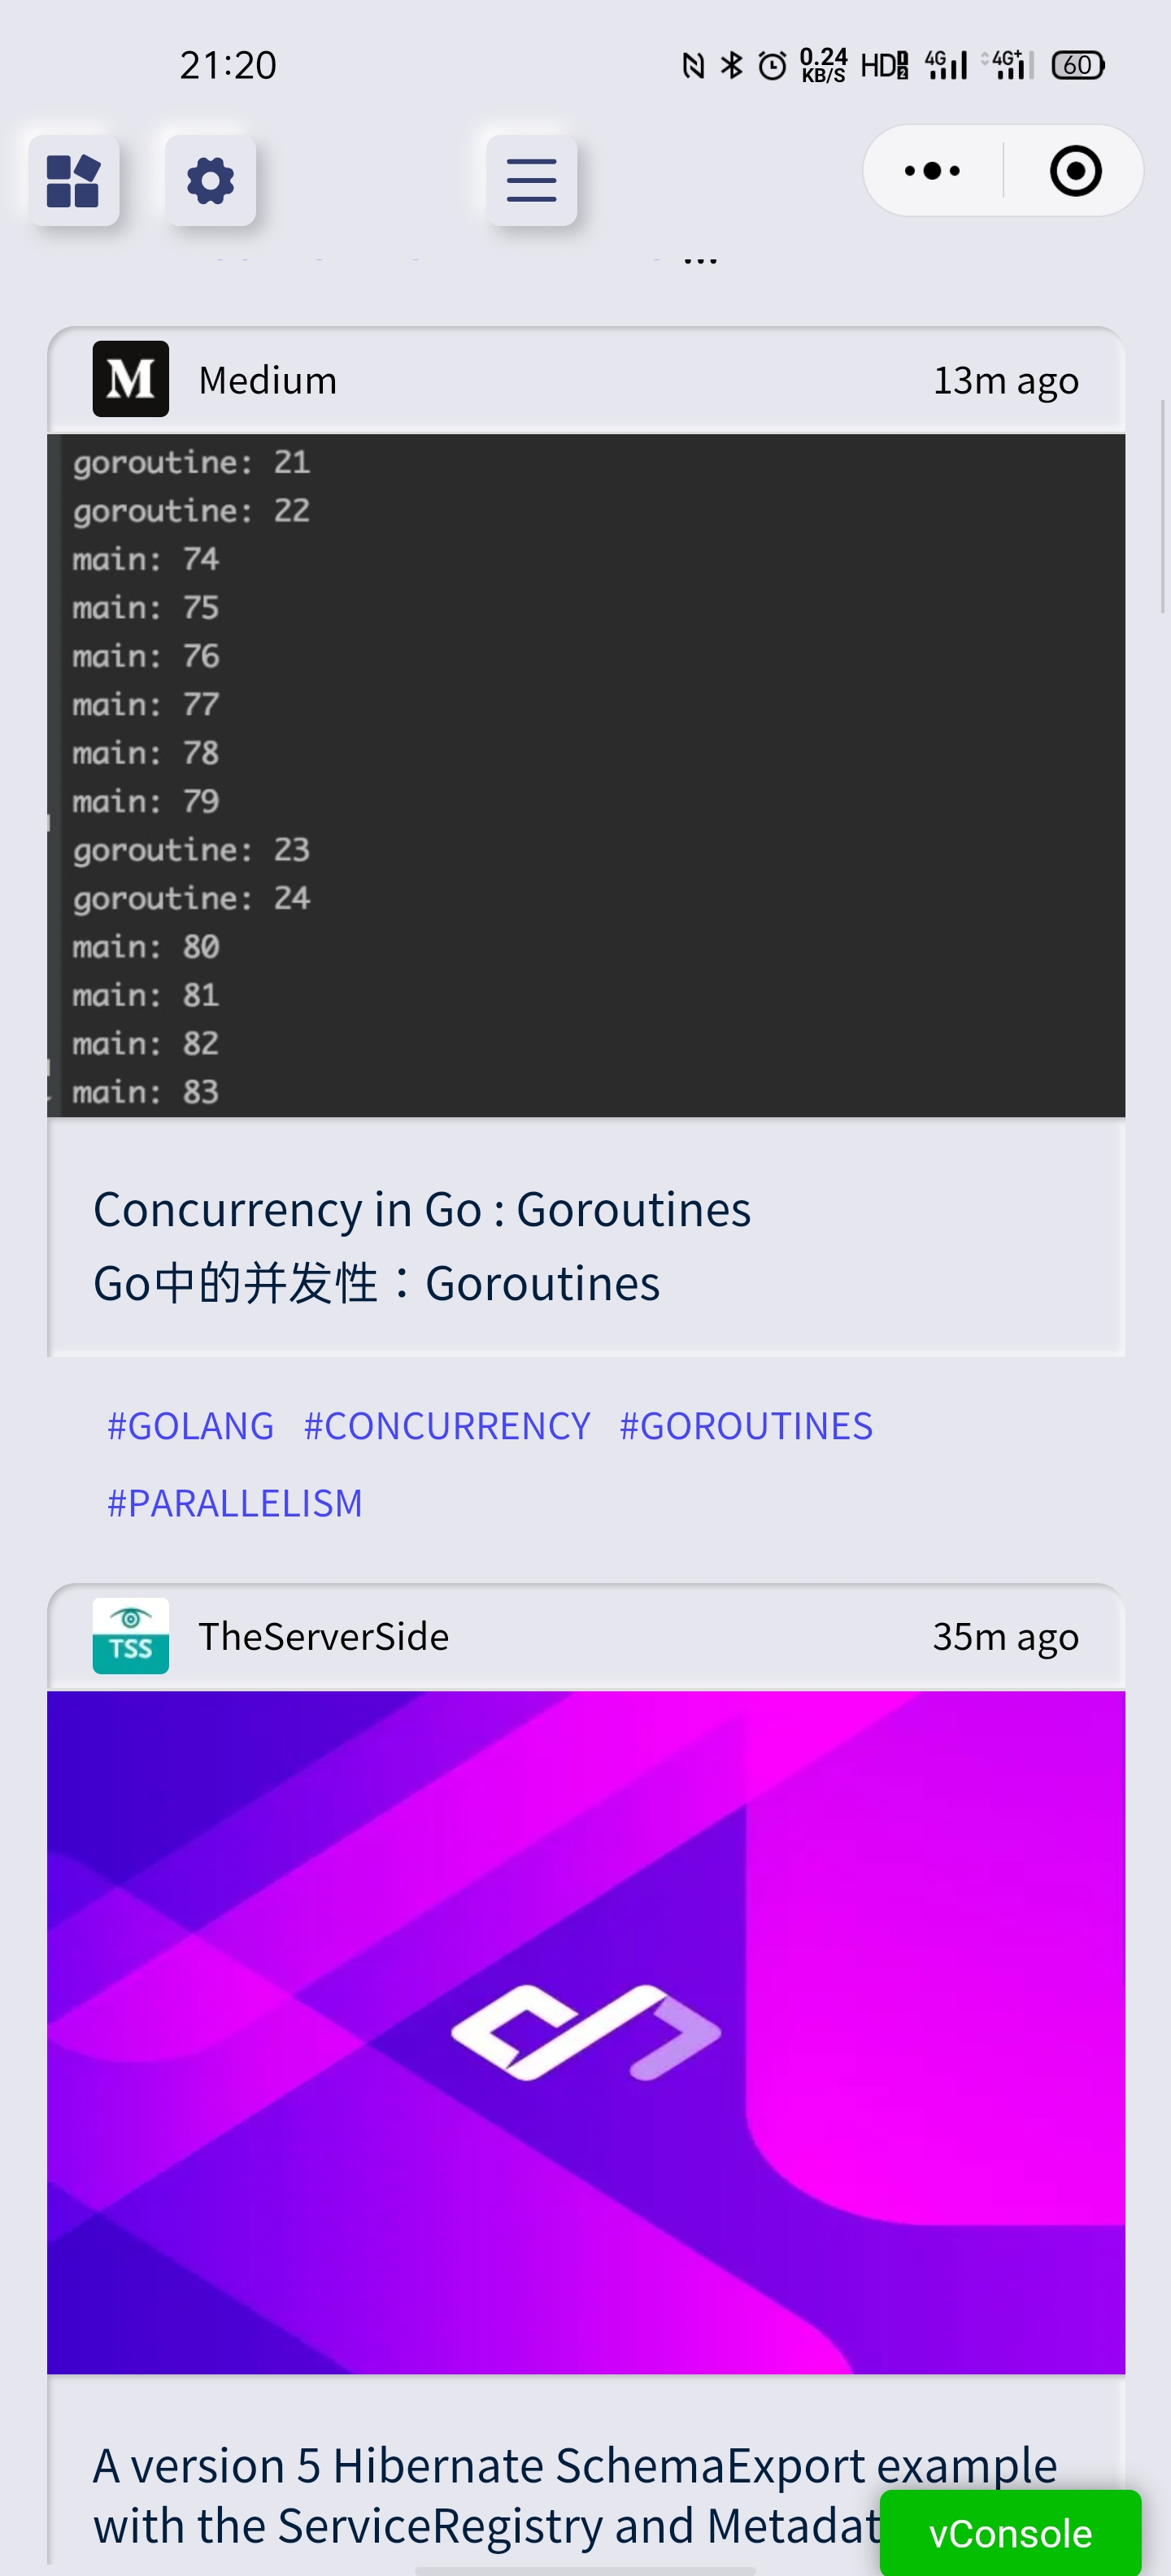 21:20
0.24
KB/S
HD
4G
4G+
60
...
M
Medium
13m ago
goroutine: 21
goroutine: 22
main: 74
main: 75
main: 76
main: 77
main: 78
main: 79
goroutine: 23
goroutine: 24
main: 80
main: 81
main: 82
main: 83
Concurrency in Go : Goroutines
Go中的并发性：Goroutines
#GOLANG #CONCURRENCY #GOROUTINES
#PARALLELISM
TSS
TheServerSide
35m ago
A version 5 Hibernate SchemaExport example
with the ServiceRegistry and
vConsole